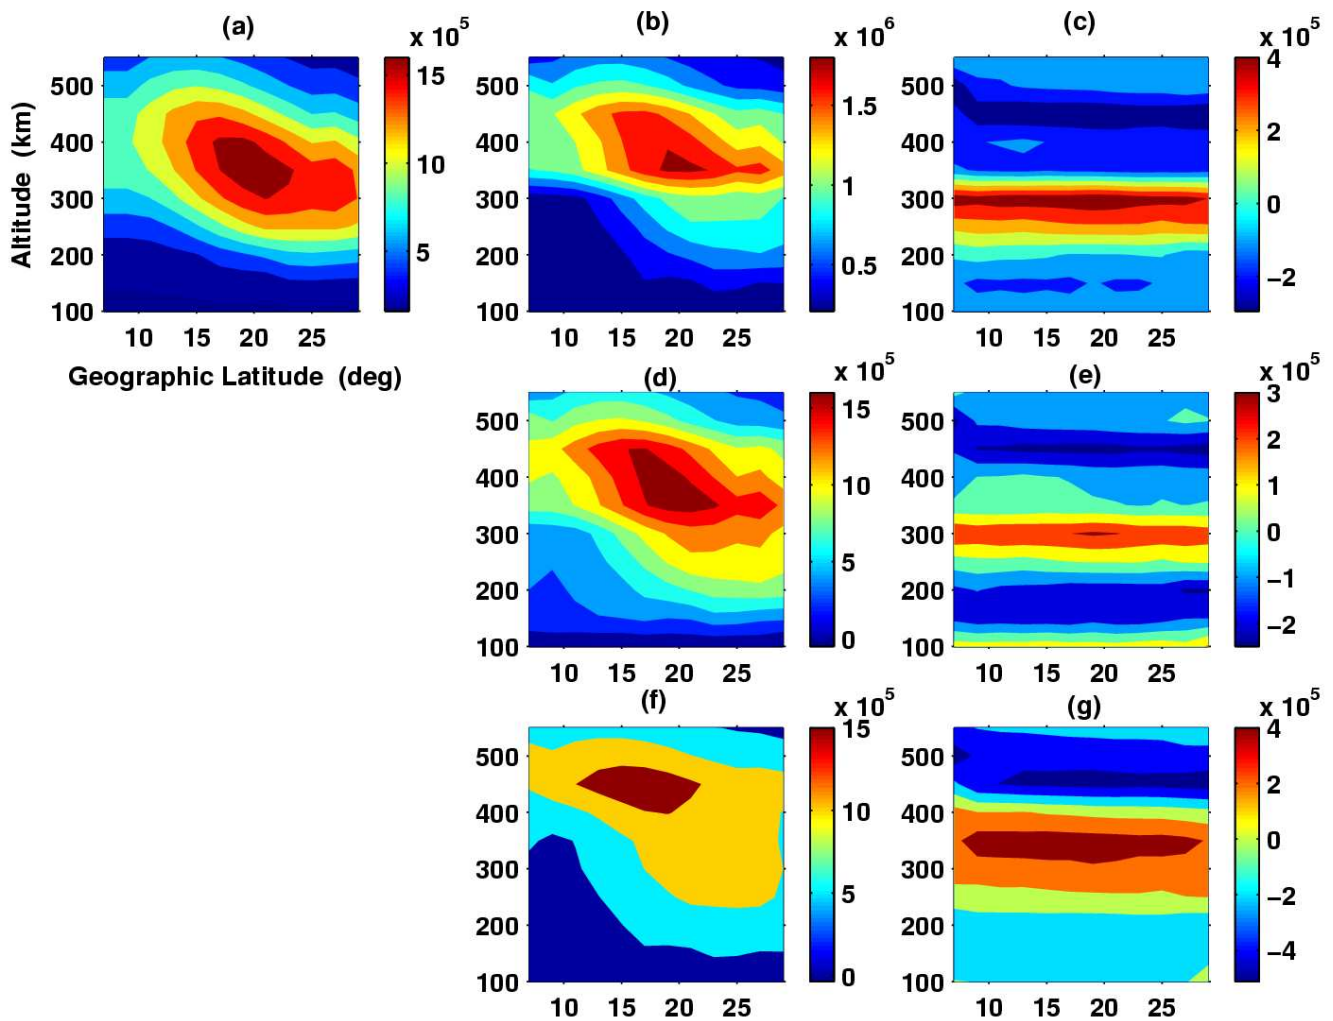 (a) (b) (c)
x 10^5 x 10^6 x 10^5
500 15 500 1.5 500 4
400 400 400 2
300 10 300 1 300 0
200 5 200 0.5 200 −2
100 100 100
10 15 20 25 10 15 20 25 10 15 20 25
Altitude (km)
Geographic Latitude (deg)
(d) (e)
x 10^5 x 10^5
500 15 500 3
400 10 400 2
300 5 300 1
200 0 200 0
100 100 −1
−2
10 15 20 25 10 15 20 25
(f) (g)
x 10^5 x 10^5
500 15 500 4
400 10 400 2
300 5 300 0
200 0 200 −2
100 100 −4
10 15 20 25 10 15 20 25